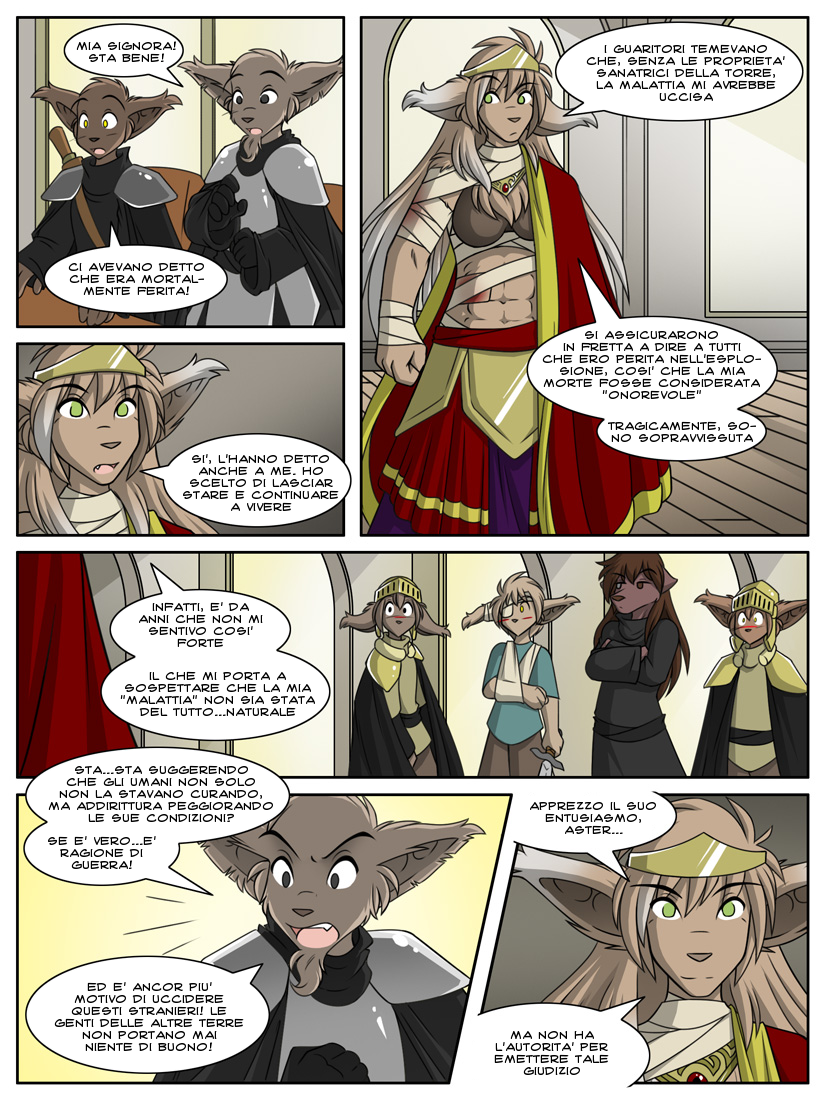 MIA SIGNORA!
STA BENE!
CI AVEVANO DETTO
CHE ERA MORTAL-
MENTE FERITA!
I GUARITORI TEMEVANO
CHE, SENZA LE PROPRIETA'
SANATRICI DELLA TORRE,
LA MALATTIA MI AVREBBE
UCCISA
SI ASSICURARONO
IN FRETTA A DIRE A TUTTI
CHE ERO PERITA NELL'ESPLO-
SIONE, COSI' CHE LA MIA
MORTE FOSSE CONSIDERATA
"ONOREVOLE"
TRAGICAMENTE, SO-
NO SOPRAVVISSUTA
SI', L'HANNO DETTO
ANCHE A ME. HO
SCELTO DI LASCIAR
STARE E CONTINUARE
A VIVERE
INFATTI, E' DA
ANNI CHE NON MI
SENTIVO COSI'
FORTE
IL CHE MI PORTA A
SOSPETTARE CHE LA MIA
"MALATTIA" NON SIA STATA
DEL TUTTO...NATURALE
STA...STA SUGGERENDO
CHE GLI UMANI NON SOLO
NON LA STAVANO CURANDO,
MA ADDIRITTURA PEGGIORANDO
LE SUE CONDIZIONI?
SE E' VERO...E'
RAGIONE DI
GUERRA!
ED E' ANCOR PIU'
MOTIVO DI UCCIDERE
QUESTI STRANIERI! LE
GENTI DELLE ALTRE TERRE
NON PORTANO MAI
NIENTE DI BUONO!
APPREZZO IL SUO
ENTUSIASMO,
ASTER...
MA NON HA
L'AUTORITA' PER
EMETTERE TALE
GIUDIZIO